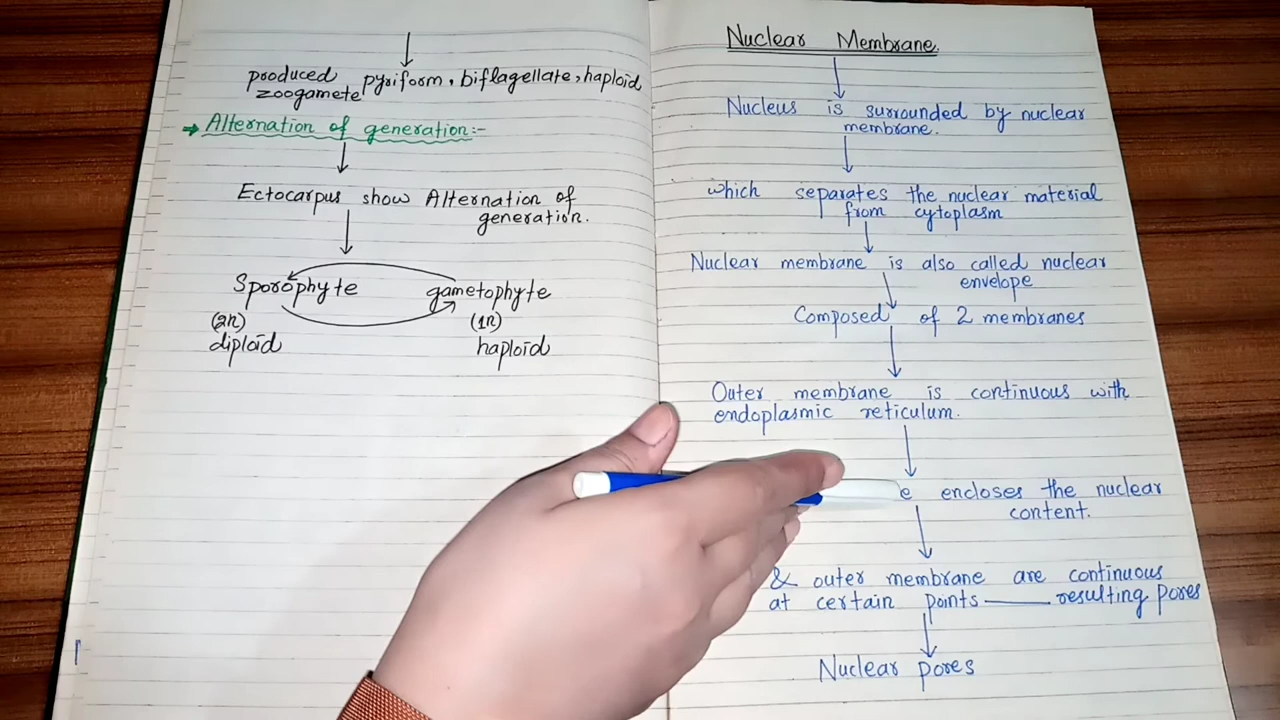 produced pyriform, biflagellate, haploid
zoogamete
→ Alternation of generation:-
Ectocarpus show Alternation of
generation.
Sporophyte gametophyte
(2n) (1n)
diploid haploid
Nuclear Membrane.
Nucleus is surrounded by nuclear
membrane.
which separates the nuclear material
from cytoplasm
Nuclear membrane is also called nuclear
envelope
Composed of 2 membranes
Outer membrane is continuous with
endoplasmic reticulum.
encloses the nuclear
content.
& outer membrane are continuous
at certain points — resulting pores
Nuclear pores